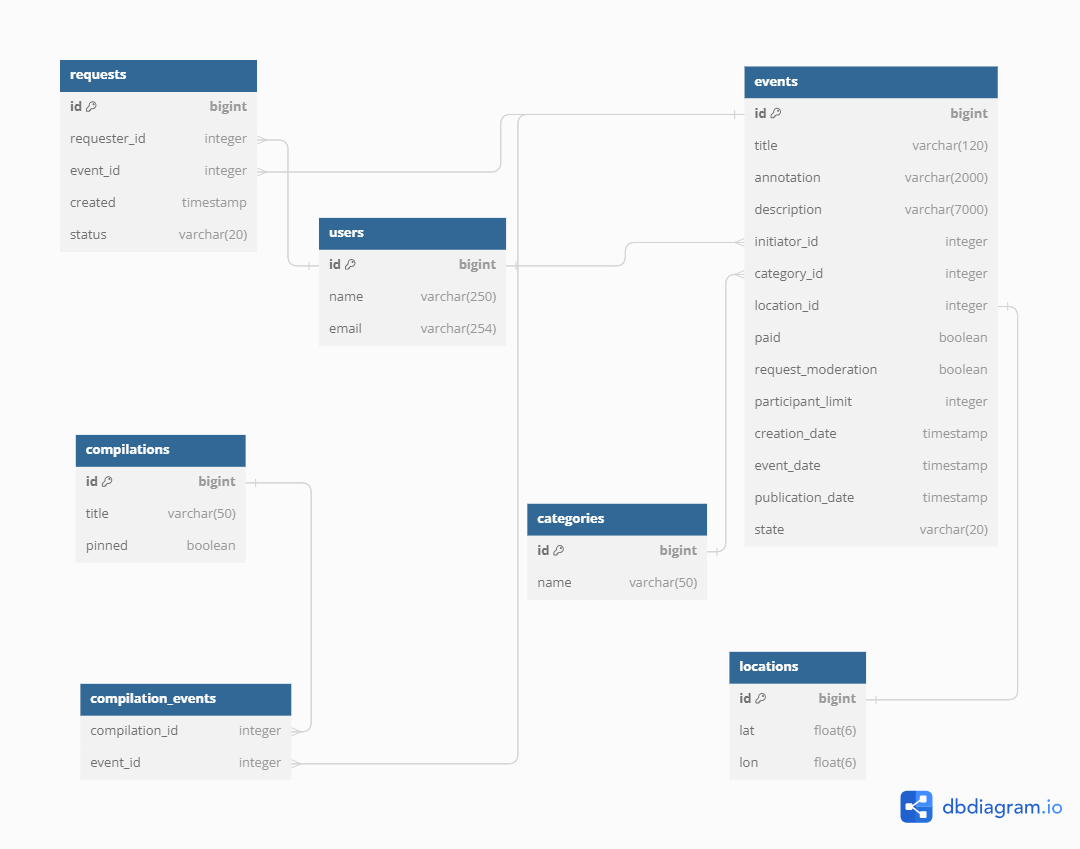 requests
id bigint
requester_id integer
event_id integer
created timestamp
status varchar(20)
users
id bigint
name varchar(250)
email varchar(254)
events
id bigint
title varchar(120)
annotation varchar(2000)
description varchar(7000)
initiator_id integer
category_id integer
location_id integer
paid boolean
request_moderation boolean
participant_limit integer
creation_date timestamp
event_date timestamp
publication_date timestamp
state varchar(20)
compilations
id bigint
title varchar(50)
pinned boolean
categories
id bigint
name varchar(50)
compilation_events
compilation_id integer
event_id integer
locations
id bigint
lat float(6)
lon float(6)
dbdiagram.io